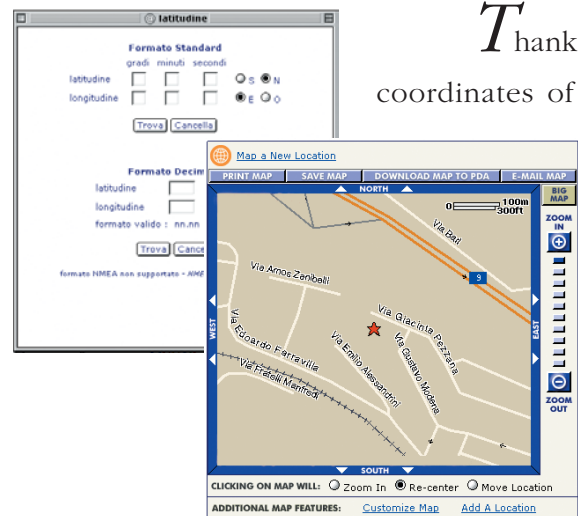 latitudine
Thank
coordinates of
Formato Standard
gradi minuti secondi
latitudine S N
longitudine E O
Trova Cancella
Formato
latitudine
longitudine
formato valido : nn.nn
Trova
formato NMEA non supportato -
Map a New Location
PRINT MAP SAVE MAP DOWNLOAD MAP TO PDA E-MAIL MAP
NORTH
0 100m
300ft
BIG
MAP
ZOOM
IN
Via Bari
9
Via Amos Zanibelli
Via Giacinta Pezzana
WEST
EAST
Via Edoardo Ferravilla
Via Emilio Alessandrini
Via Gustavo Modena
Via Fratelli Manfredi
ZOOM
OUT
SOUTH
CLICKING ON MAP WILL: Zoom In Re-center Move Location
ADDITIONAL MAP FEATURES: Customize Map Add A Location